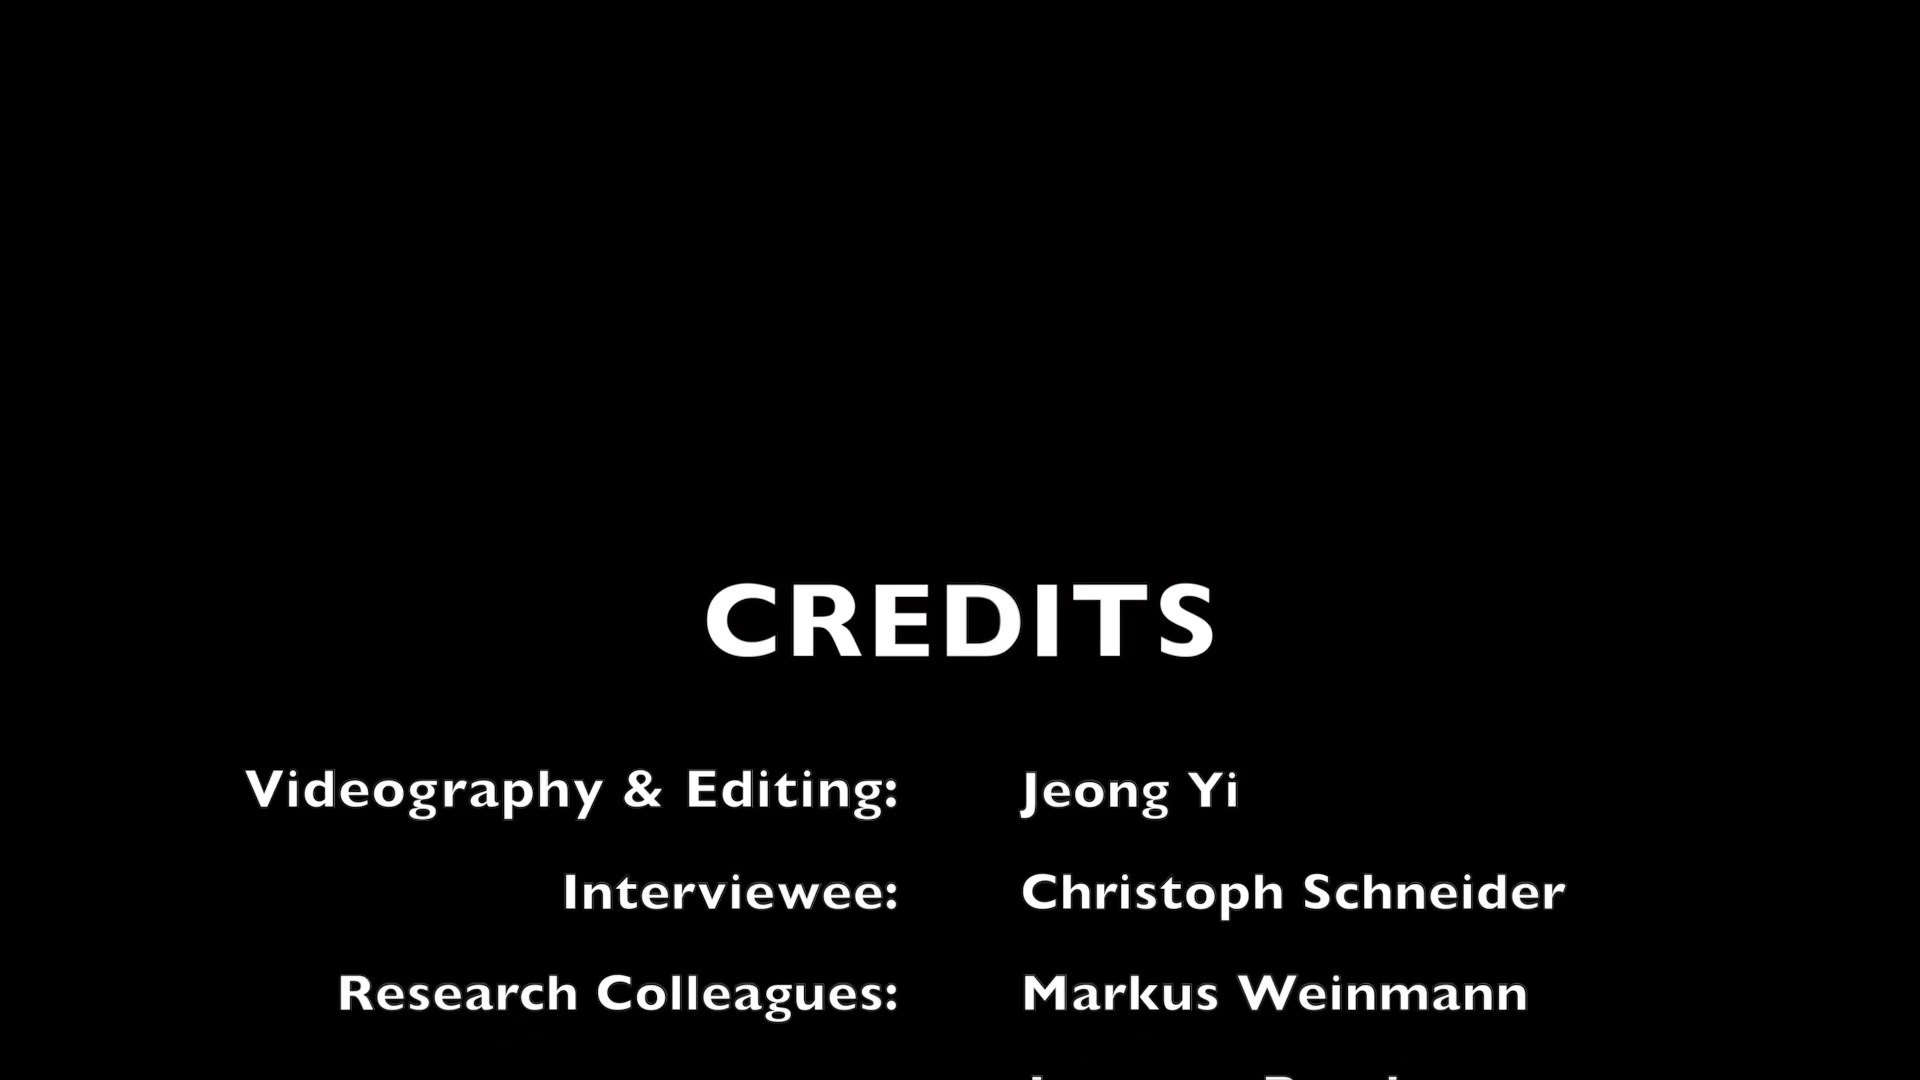 CREDITS
Videography & Editing: Jeong Yi
Interviewee: Christoph Schneider
Research Colleagues: Markus Weinmann